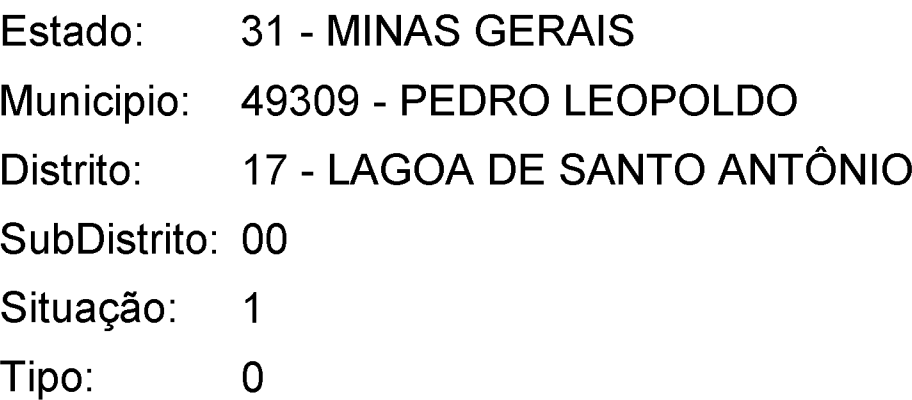 Estado: 31 - MINAS GERAIS
Municipio: 49309 - PEDRO LEOPOLDO
Distrito: 17 - LAGOA DE SANTO ANTÔNIO
SubDistrito: 00
Situação: 1
Tipo: 0